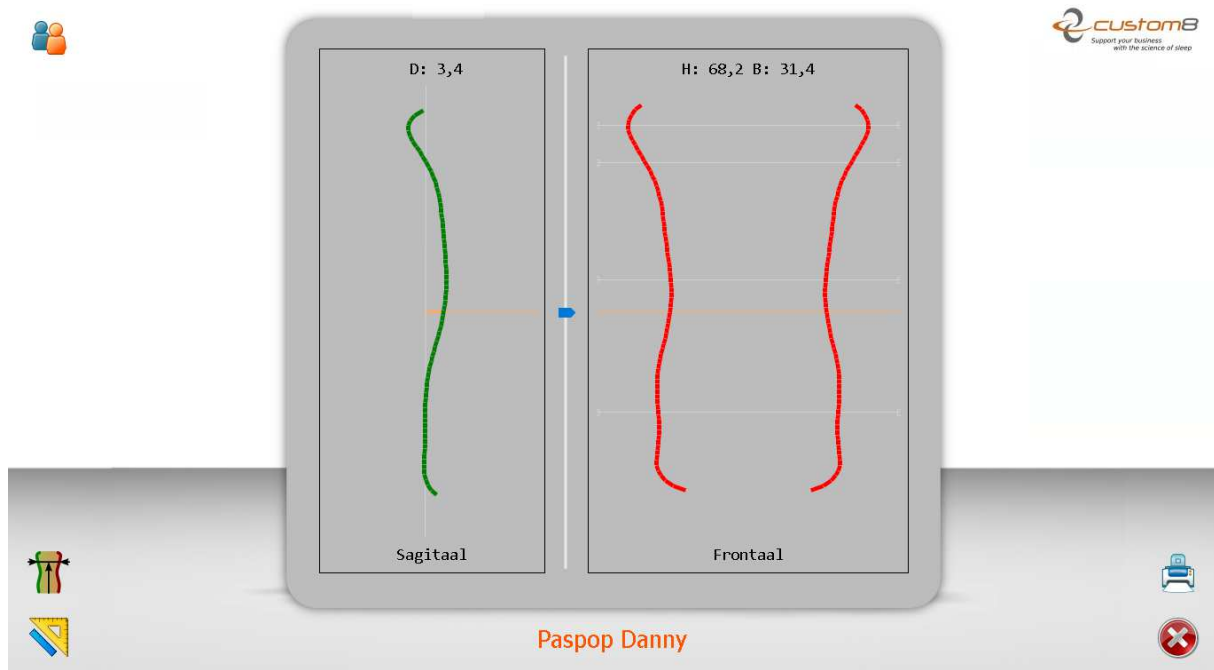 custom8
Support your business
with the science of sleep
D: 3,4
H: 68,2 B: 31,4
Sagitaal
Frontaal
Paspop Danny